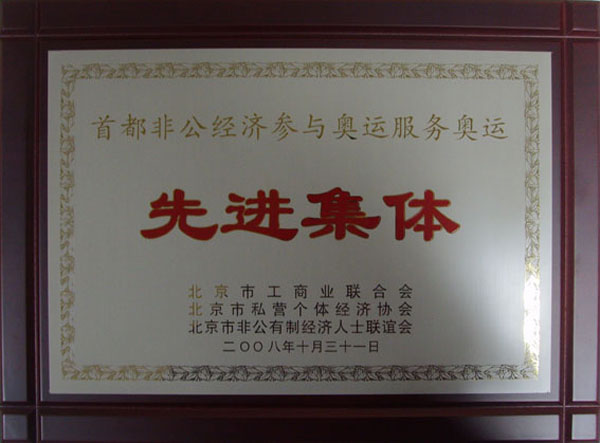 首都非公经济参与奥运服务奥运
先进集体
北京市工商业联合会
北京市私营个体经济协会
北京市非公有制经济人士联谊会
二〇〇八年十月三十一日